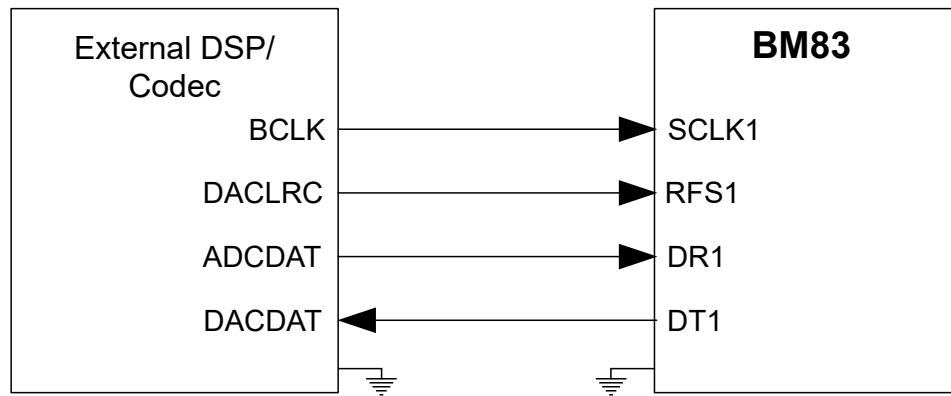 External DSP/
Codec
BM83
BCLK
SCLK1
DACLRC
RFS1
ADCDAT
DR1
DACDAT
DT1